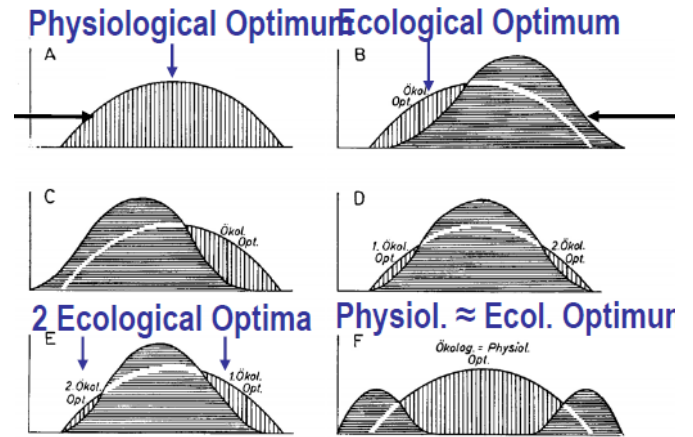 Physiological Optimum
Ecological Optimum
A
B
Ökol.
Opt.
C
Ökol.
Opt.
D
1. Ökol.
Opt.
2. Ökol.
Opt.
2 Ecological Optima
Physiol. ≈ Ecol. Optimum
E
2. Ökol.
Opt.
1. Ökol.
Opt.
F
Ökolog. = Physiol.
Opt.